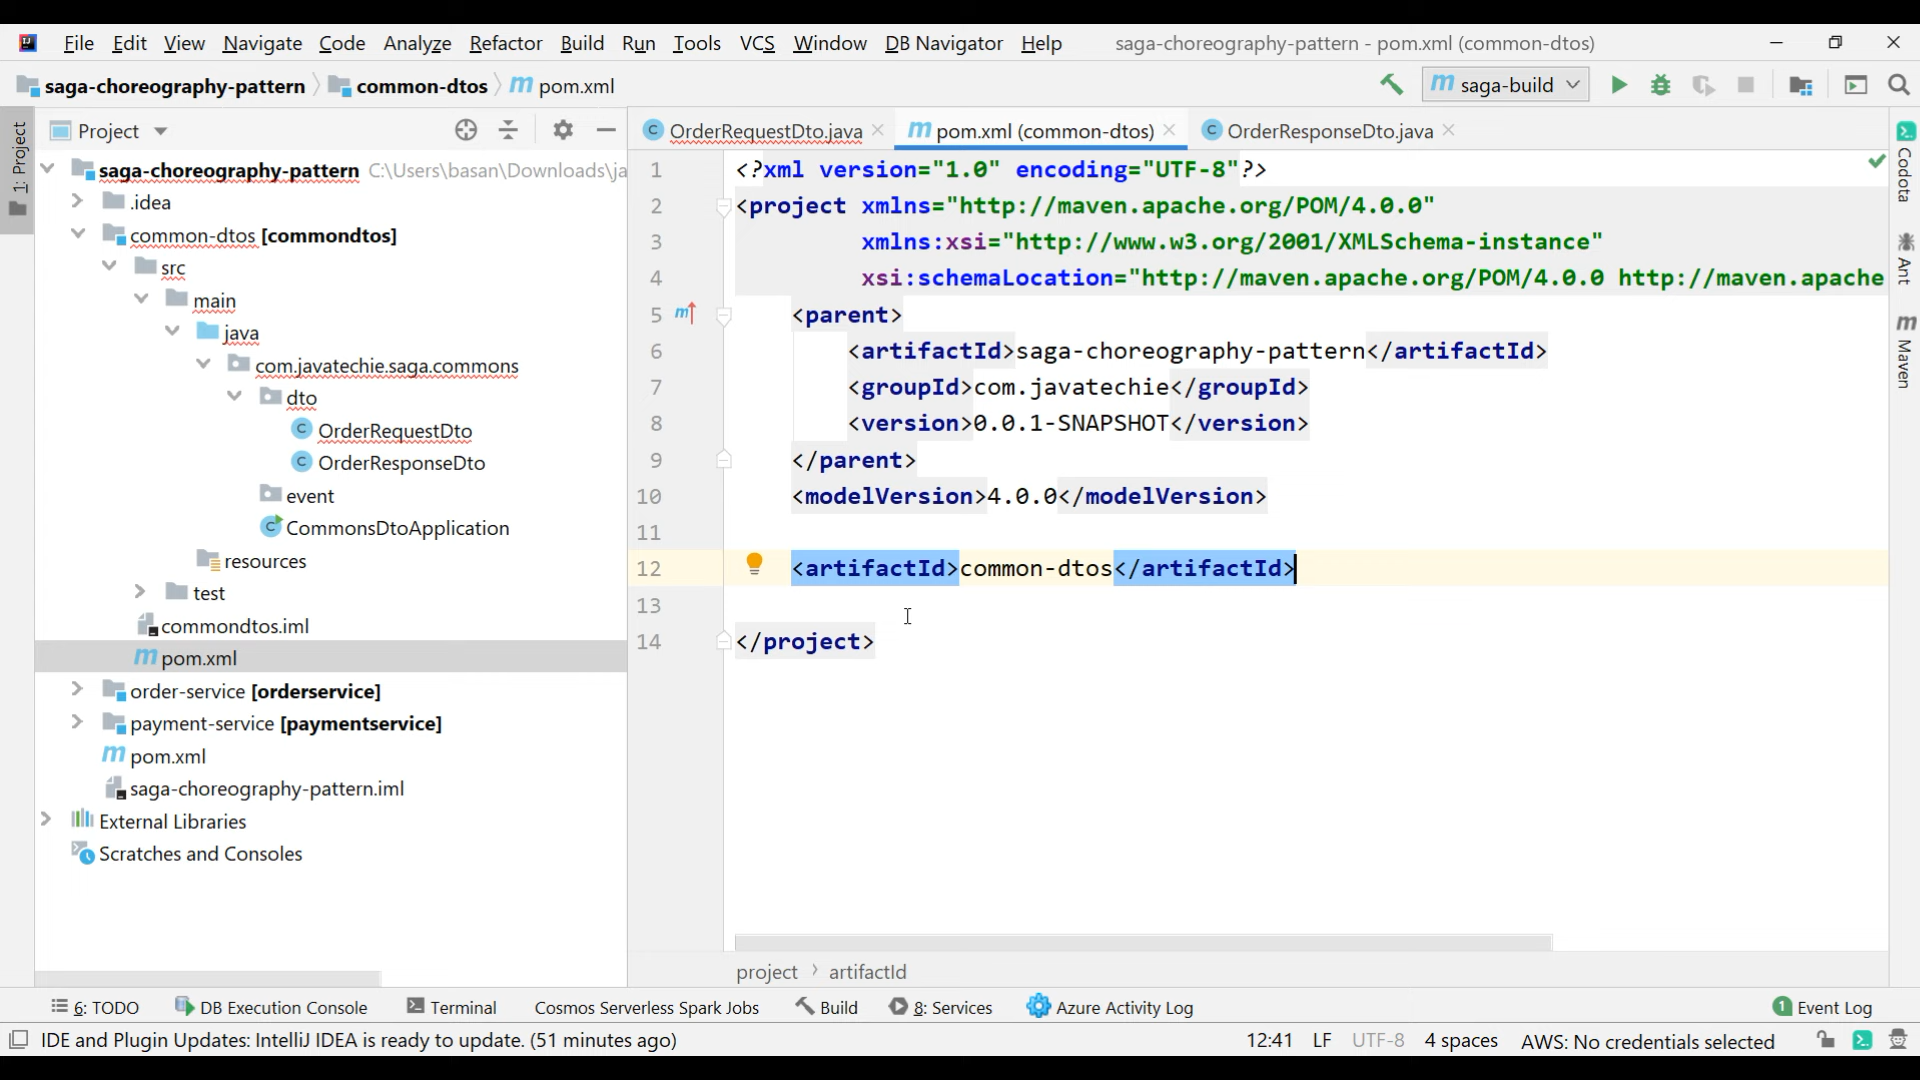 File Edit View Navigate Code Analyze Refactor Build Run Tools VCS Window DB Navigator Help saga-choreography-pattern - pom.xml (common-dtos)
saga-choreography-pattern common-dtos pom.xml saga-build
Project OrderRequestDto.java pom.xml (common-dtos) OrderResponseDto.java
1: Project
saga-choreography-pattern C:\Users\basan\Downloads\ja
.idea
common-dtos [commondtos]
src
main
java
com.javatechie.saga.commons
dto
OrderRequestDto
OrderResponseDto
event
CommonsDtoApplication
resources
test
commondtos.iml
pom.xml
order-service [orderservice]
payment-service [paymentservice]
pom.xml
saga-choreography-pattern.iml
External Libraries
Scratches and Consoles
1 <?xml version="1.0" encoding="UTF-8"?>
2 <project xmlns="http://maven.apache.org/POM/4.0.0"
3 xmlns:xsi="http://www.w3.org/2001/XMLSchema-instance"
4 xsi:schemaLocation="http://maven.apache.org/POM/4.0.0 http://maven.apache
5 <parent>
6 <artifactId>saga-choreography-pattern</artifactId>
7 <groupId>com.javatechie</groupId>
8 <version>0.0.1-SNAPSHOT</version>
9 </parent>
10 <modelVersion>4.0.0</modelVersion>
11
12 <artifactId>common-dtos</artifactId>
13
14 </project>
Codota
Ant
Maven
project artifactId
6: TODO DB Execution Console Terminal Cosmos Serverless Spark Jobs Build 8: Services Azure Activity Log 1 Event Log
IDE and Plugin Updates: IntelliJ IDEA is ready to update. (51 minutes ago) 12:41 LF UTF-8 4 spaces AWS: No credentials selected